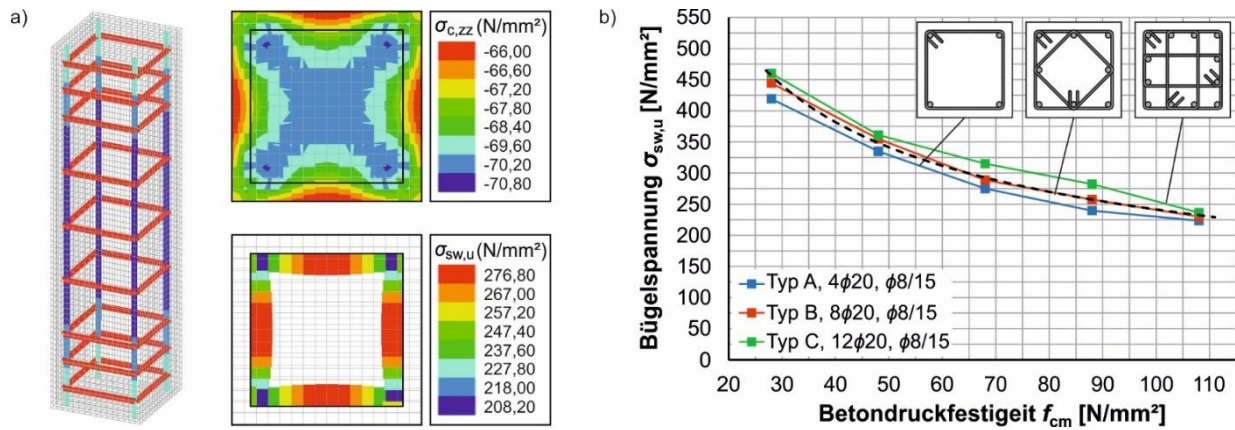 a)
σc,zz (N/mm²)
-66,00
-66,60
-67,20
-67,80
-68,40
-69,60
-70,20
-70,80
σsw,u (N/mm²)
276,80
267,00
257,20
247,40
237,60
227,80
218,00
208,20
b)
Bügelspannung σsw,u [N/mm²]
550
500
450
400
350
300
250
200
150
100
50
0
Typ A, 4ϕ20, ϕ8/15
Typ B, 8ϕ20, ϕ8/15
Typ C, 12ϕ20, ϕ8/15
20 30 40 50 60 70 80 90 100 110
Betondruckfestigeit fcm [N/mm²]